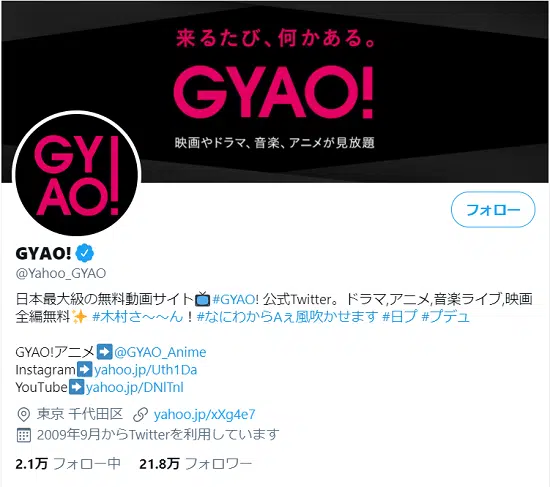 来るたび、何かある。
GYAO!
映画やドラマ、音楽、アニメが見放題
GY
AO!
フォロー
GYAO!
@Yahoo_GYAO
日本最大級の無料動画サイト📺#GYAO! 公式Twitter。ドラマ,アニメ,音楽ライブ,映画
全編無料✨ #木村さ〜〜ん！#なにわからAぇ風吹かせます #日プ #プデュ
GYAO!アニメ➡@GYAO_Anime
Instagram➡yahoo.jp/Uth1Da
YouTube➡yahoo.jp/DNlTnl
東京 千代田区 yahoo.jp/xXg4e7
2009年9月からTwitterを利用しています
2.1万 フォロー中 21.8万 フォロワー